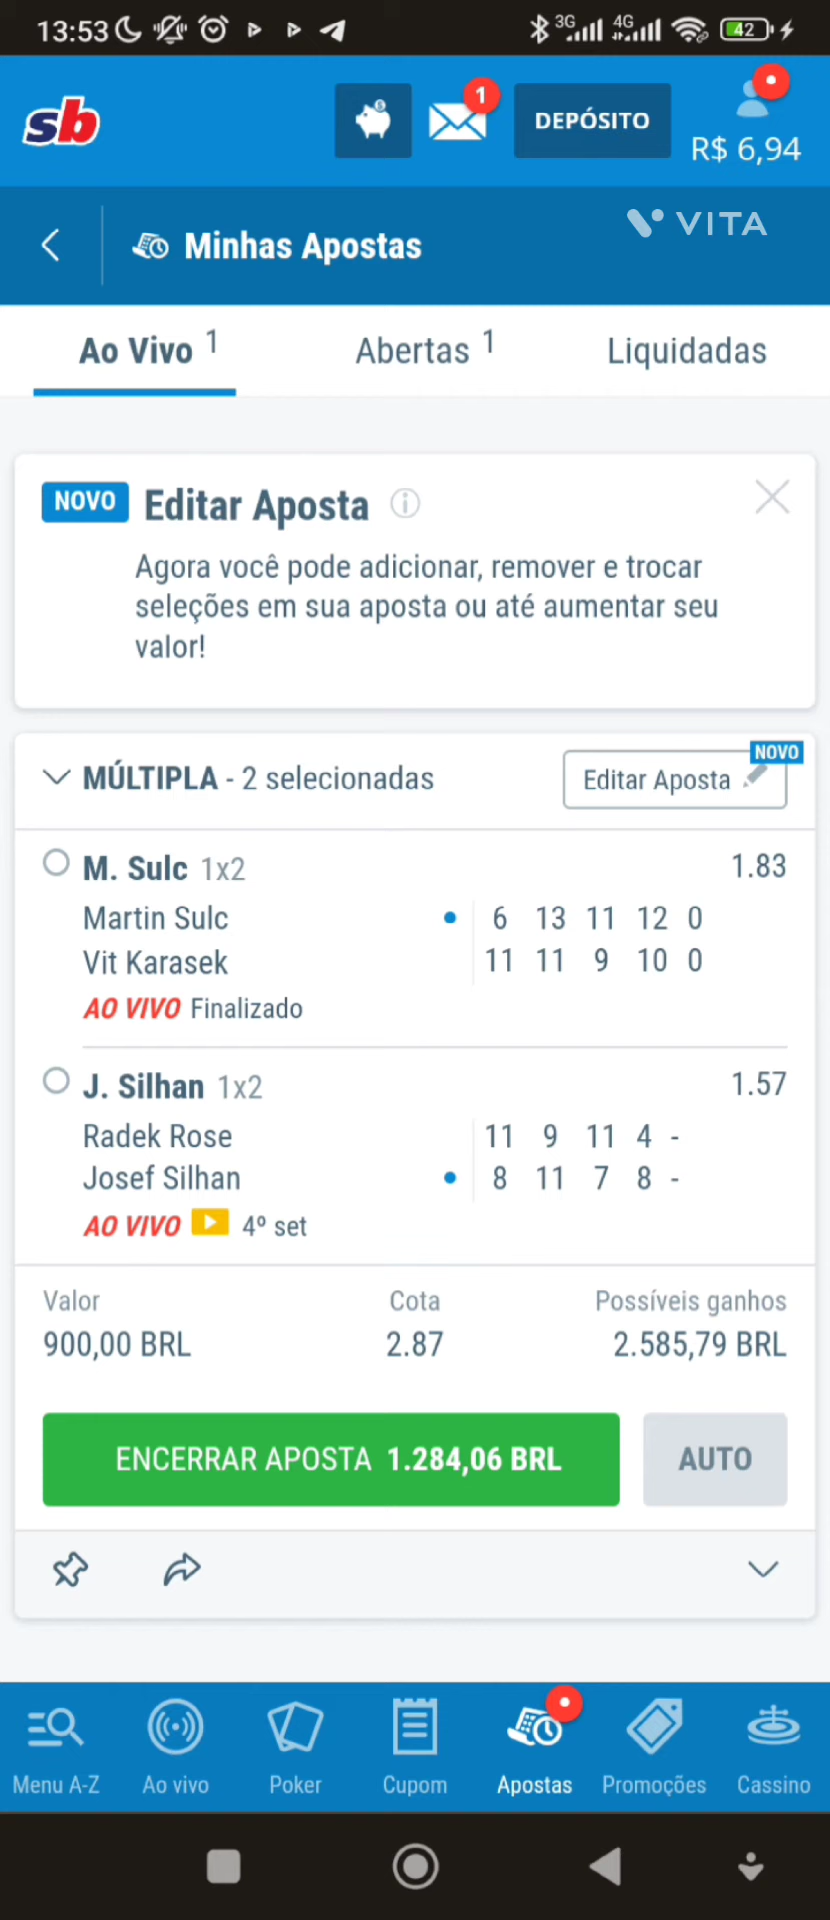 13:53 3G 4G 42
sb 1 DEPÓSITO R$ 6,94
Minhas Apostas VITA
Ao Vivo 1 Abertas 1 Liquidadas
NOVO Editar Aposta
Agora você pode adicionar, remover e trocar
seleções em sua aposta ou até aumentar seu
valor!
NOVO
MÚLTIPLA - 2 selecionadas Editar Aposta
M. Sulc 1x2 1.83
Martin Sulc 6 13 11 12 0
Vit Karasek 11 11 9 10 0
AO VIVO Finalizado
J. Silhan 1x2 1.57
Radek Rose 11 9 11 4 -
Josef Silhan 8 11 7 8 -
AO VIVO 4º set
Valor Cota Possíveis ganhos
900,00 BRL 2.87 2.585,79 BRL
ENCERRAR APOSTA 1.284,06 BRL AUTO
Menu A-Z Ao vivo Poker Cupom Apostas Promoções Cassino